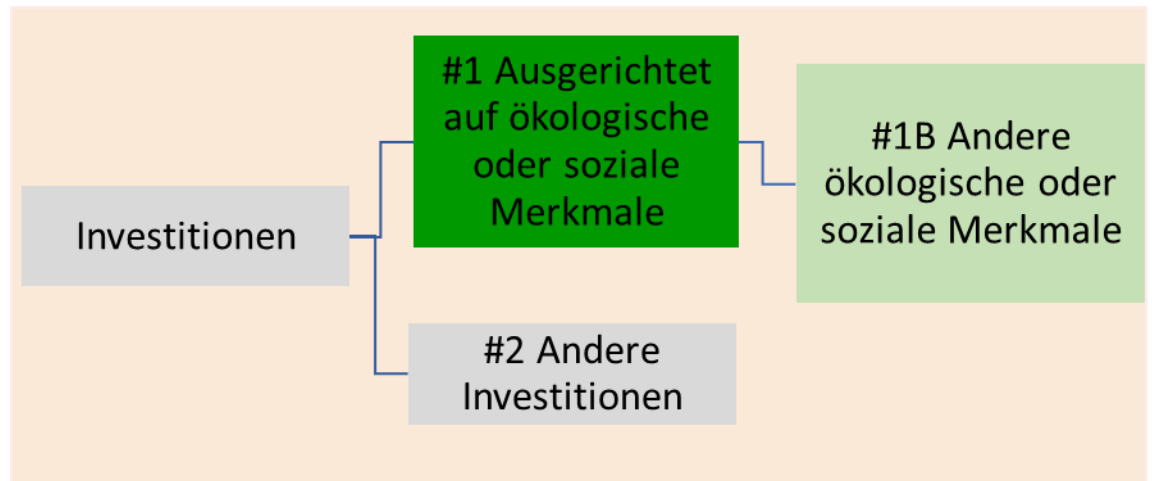 #1 Ausgerichtet
auf ökologische
oder soziale
Merkmale
#1B Andere
ökologische oder
soziale Merkmale
Investitionen
#2 Andere
Investitionen